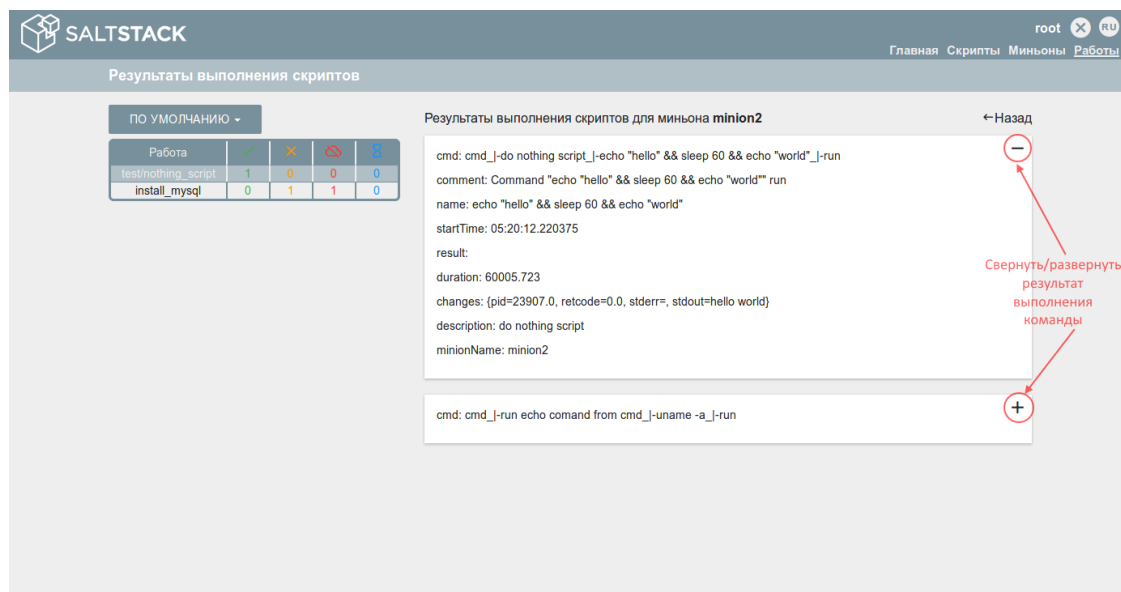 SALTSTACK
root RU
Главная Скрипты Миньоны Работы
Результаты выполнения скриптов
ПО УМОЛЧАНИЮ
Работа
test/nothing_script 1 0 0 0
install_mysql 0 1 1 0
Результаты выполнения скриптов для миньона minion2 ←Назад
cmd: cmd_|-do nothing script_|-echo "hello" && sleep 60 && echo "world"_|-run
comment: Command "echo "hello" && sleep 60 && echo "world"" run
name: echo "hello" && sleep 60 && echo "world"
startTime: 05:20:12.220375
result:
duration: 60005.723
changes: {pid=23907.0, retcode=0.0, stderr=, stdout=hello world}
description: do nothing script
minionName: minion2
Свернуть/развернуть
результат
выполнения
команды
cmd: cmd_|-run echo comand from cmd_|-uname -a_|-run